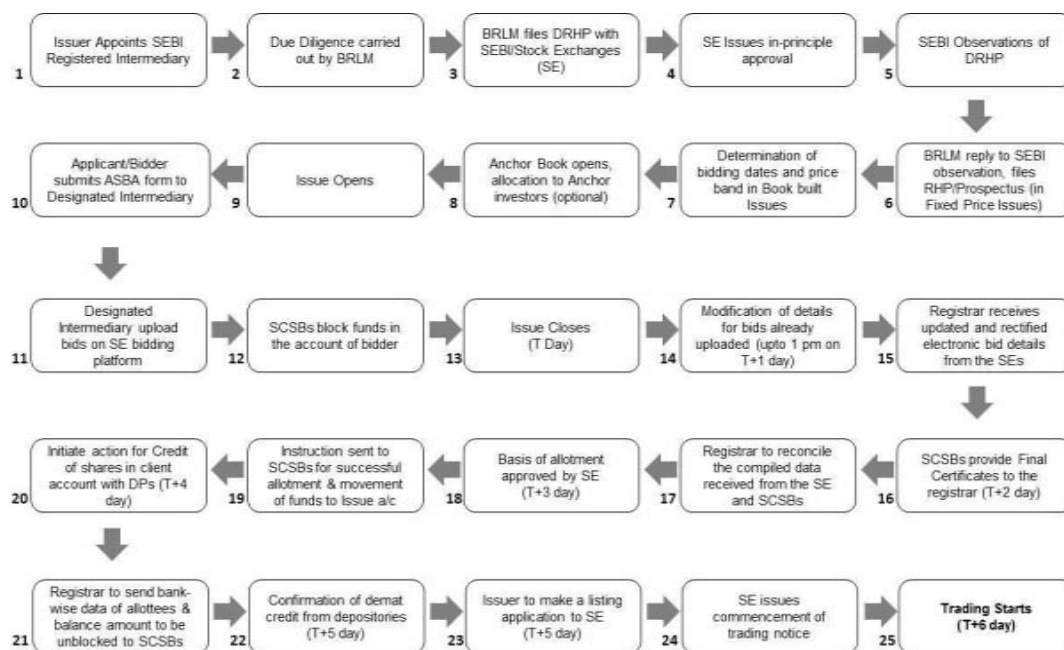 Issuer Appoints SEBI
Registered Intermediary
1
Due Diligence carried
out by BRLM
2
BRLM files DRHP with
SEBI/Stock Exchanges
(SE)
3
SE Issues in-principle
approval
4
SEBI Observations of
DRHP
5
BRLM reply to SEBI
observation, files
RHP/Prospectus (in
Fixed Price Issues)
6
Determination of
bidding dates and price
band in Book built
Issues
7
Anchor Book opens,
allocation to Anchor
investors (optional)
8
Issue Opens
9
Applicant/Bidder
submits ASBA form to
Designated Intermediary
10
Designated
Intermediary upload
bids on SE bidding
platform
11
SCSBs block funds in
the account of bidder
12
Issue Closes
(T Day)
13
Modification of details
for bids already
uploaded (upto 1 pm on
T+1 day)
14
Registrar receives
updated and rectified
electronic bid details
from the SEs
15
SCSBs provide Final
Certificates to the
registrar (T+2 day)
16
Registrar to reconcile
the compiled data
received from the SE
and SCSBs
17
Basis of allotment
approved by SE
(T+3 day)
18
Instruction sent to
SCSBs for successful
allotment & movement
of funds to Issue a/c
19
Initiate action for Credit
of shares in client
account with DPs (T+4
day)
20
Registrar to send bank-
wise data of allottees &
balance amount to be
unblocked to SCSBs
21
Confirmation of demat
credit from depositories
(T+5 day)
22
Issuer to make a listing
application to SE
(T+5 day)
23
SE issues
commencement of
trading notice
24
Trading Starts
(T+6 day)
25